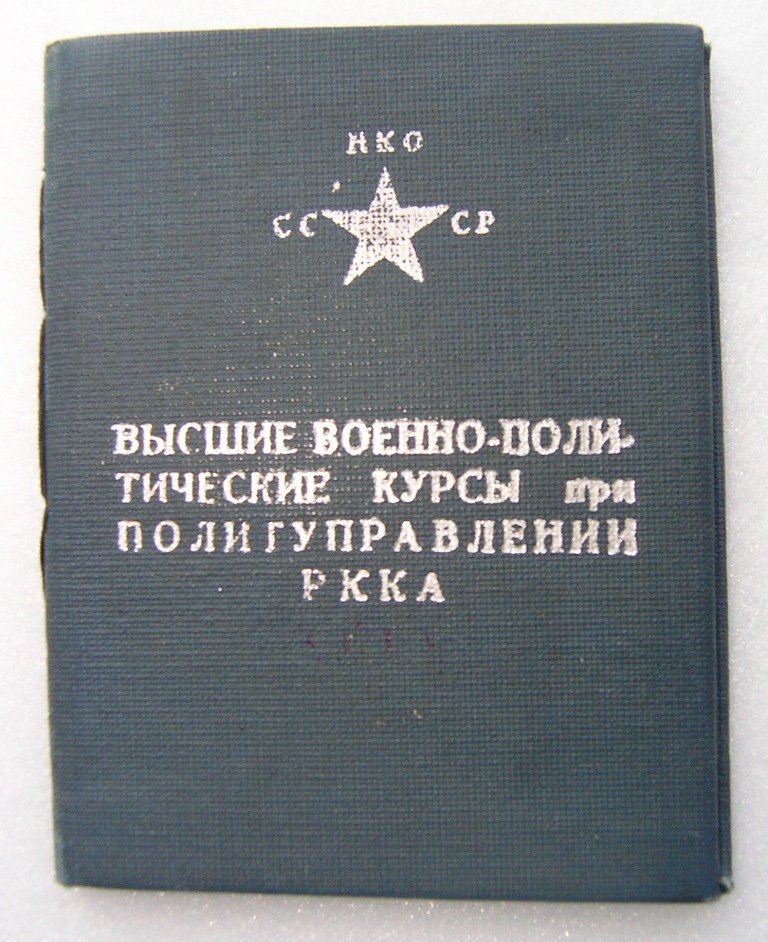 НКО
СС СР
ВЫСШИЕ ВОЕННО-ПОЛИ-
ТИЧЕСКИЕ КУРСЫ при
ПОЛИТУПРАВЛЕНИИ
РККА